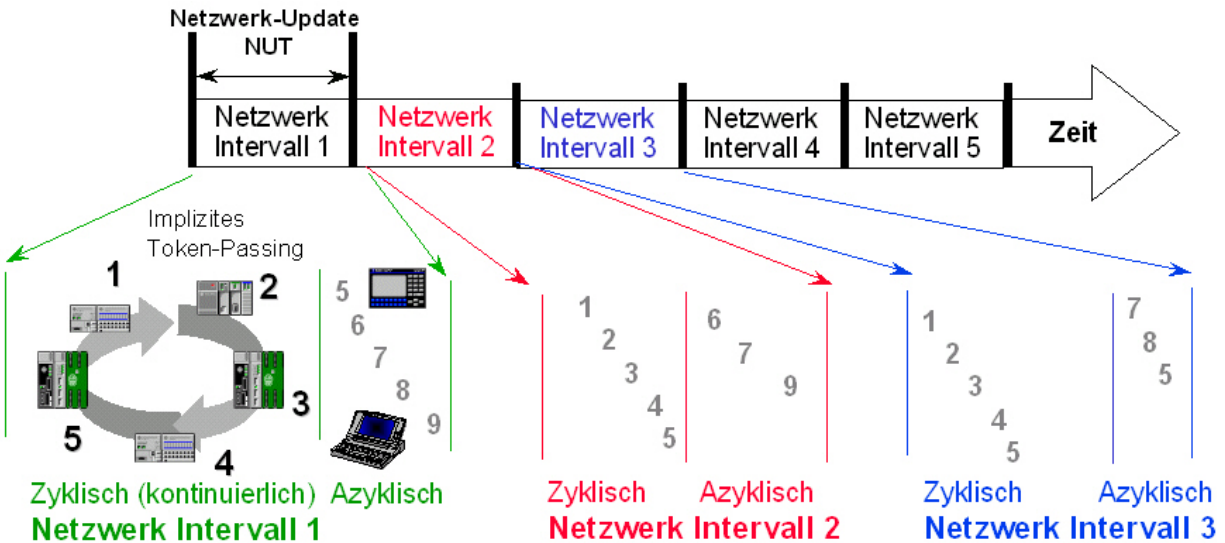 Netzwerk-Update
NUT
Netzwerk
Intervall 1
Netzwerk
Intervall 2
Netzwerk
Intervall 3
Netzwerk
Intervall 4
Netzwerk
Intervall 5
Zeit
Implizites
Token-Passing
1
2
3
4
5
5
6
7
8
9
1
2
3
4
5
6
7
9
1
2
3
4
5
7
8
5
Zyklisch (kontinuierlich)
Azyklisch
Netzwerk Intervall 1
Zyklisch
Azyklisch
Netzwerk Intervall 2
Zyklisch
Azyklisch
Netzwerk Intervall 3